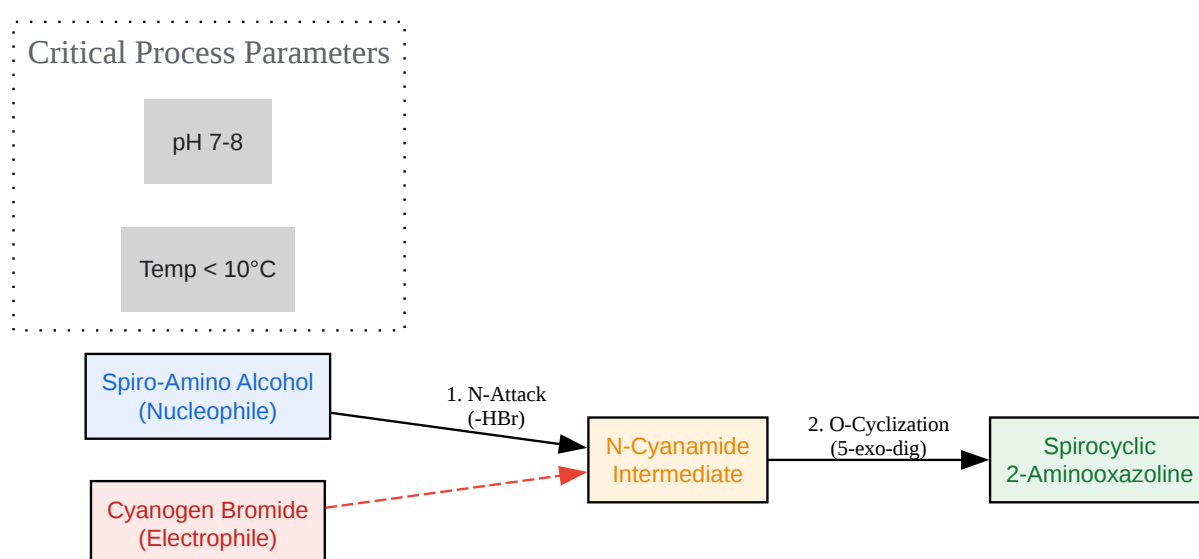 Critical Process Parameters
pH 7-8
Temp < 10°C
Spiro-Amino Alcohol
(Nucleophile)
1. N-Attack
(-HBr)
N-Cyanamide
Intermediate
2. O-Cyclization
(5-exo-dig)
Spirocyclic
2-Aminooxazoline
Cyanogen Bromide
(Electrophile)